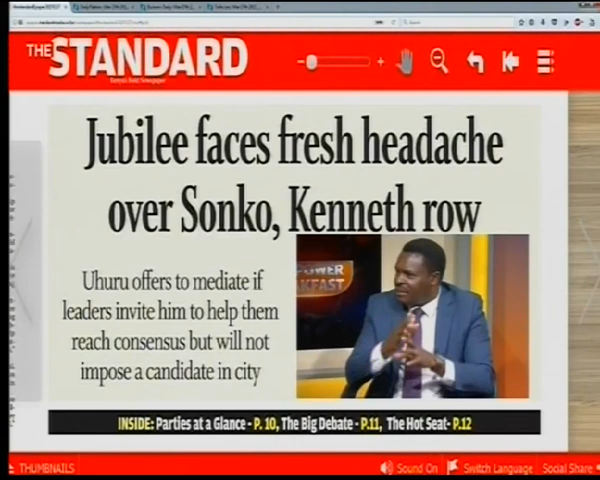 THE STANDARD
Jubilee faces fresh headache
over Sonko, Kenneth row
Uhuru offers to mediate if
leaders invite him to help them
reach consensus but will not
impose a candidate in city
POWER
AKFAST
INSIDE: Parties at a Glance - P. 10, The Big Debate - P.11, The Hot Seat- P.12
THUMBNAILS
Sound On
Switch Language
Social Share